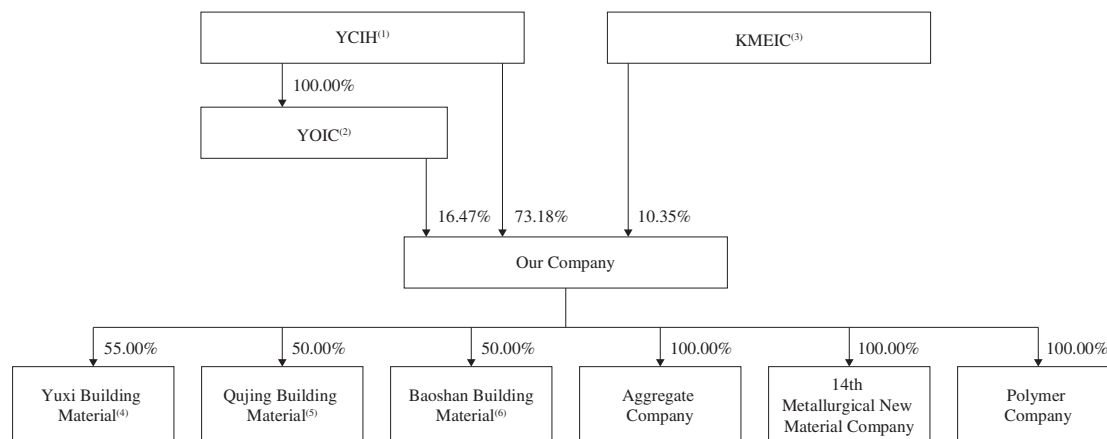 YCIH(1)
KMEIC(3)
100.00%
YOIC(2)
16.47%
73.18%
10.35%
Our Company
55.00%
50.00%
50.00%
100.00%
100.00%
100.00%
Yuxi Building
Material(4)
Qujing Building
Material(5)
Baoshan Building
Material(6)
Aggregate
Company
14th
Metallurgical New
Material Company
Polymer
Company